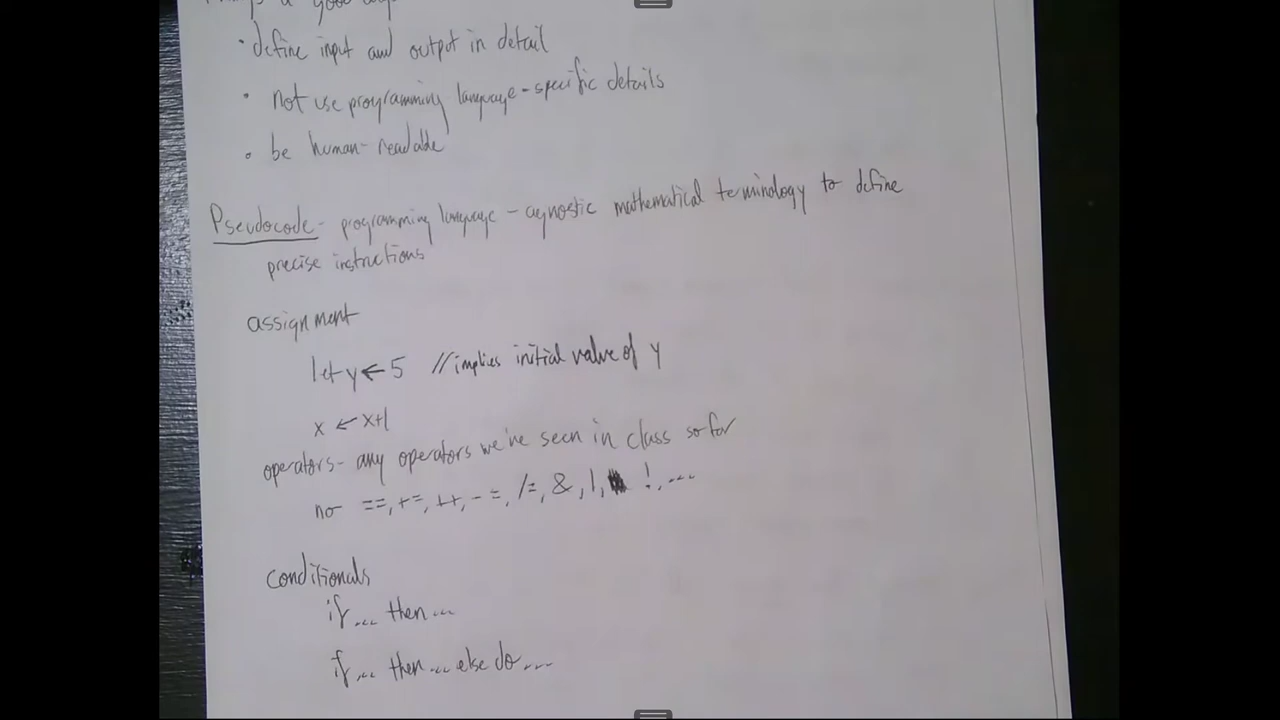 a good
• define input and output in detail
• not use programming language-specific details
• be human-readable
Pseudocode - programming language-agnostic mathematical terminology to define
precise instructions
assignment
let y ← 5 //implies initial value of y
x ← x+1
operators- any operators we've seen in class so far
no ==, +=, ++, -=, /=, &, |, !, ...
conditionals
if... then...
if... then... else do....